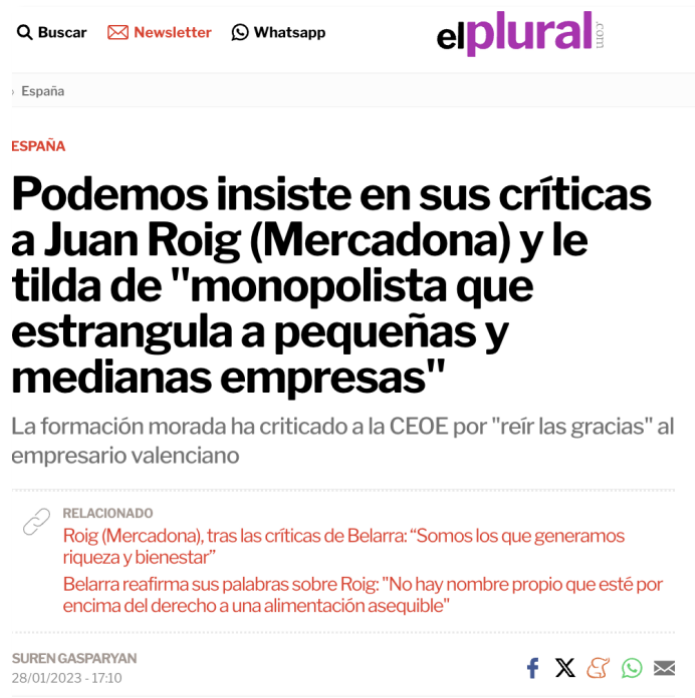 Buscar Newsletter Whatsapp elplural.com
› España
ESPAÑA
Podemos insiste en sus críticas
a Juan Roig (Mercadona) y le
tilda de "monopolista que
estrangula a pequeñas y
medianas empresas"
La formación morada ha criticado a la CEOE por "reír las gracias" al
empresario valenciano
RELACIONADO
Roig (Mercadona), tras las críticas de Belarra: “Somos los que generamos
riqueza y bienestar”
Belarra reafirma sus palabras sobre Roig: "No hay nombre propio que esté por
encima del derecho a una alimentación asequible"
SUREN GASPARYAN
28/01/2023 - 17:10